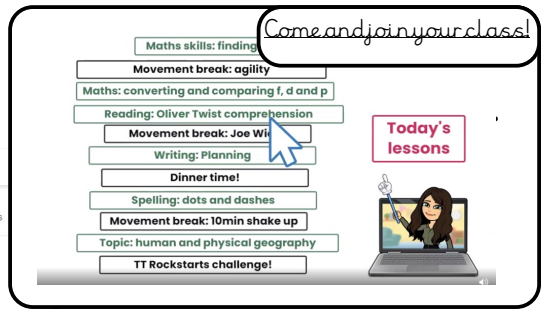 Come and join your class!
Maths skills: finding
Movement break: agility
Maths: converting and comparing f, d and p
Reading: Oliver Twist comprehension
Movement break: Joe
Writing: Planning
Dinner time!
Spelling: dots and dashes
Movement break: 10min shake up
Topic: human and physical geography
TT Rockstarts challenge!
Today's
lessons